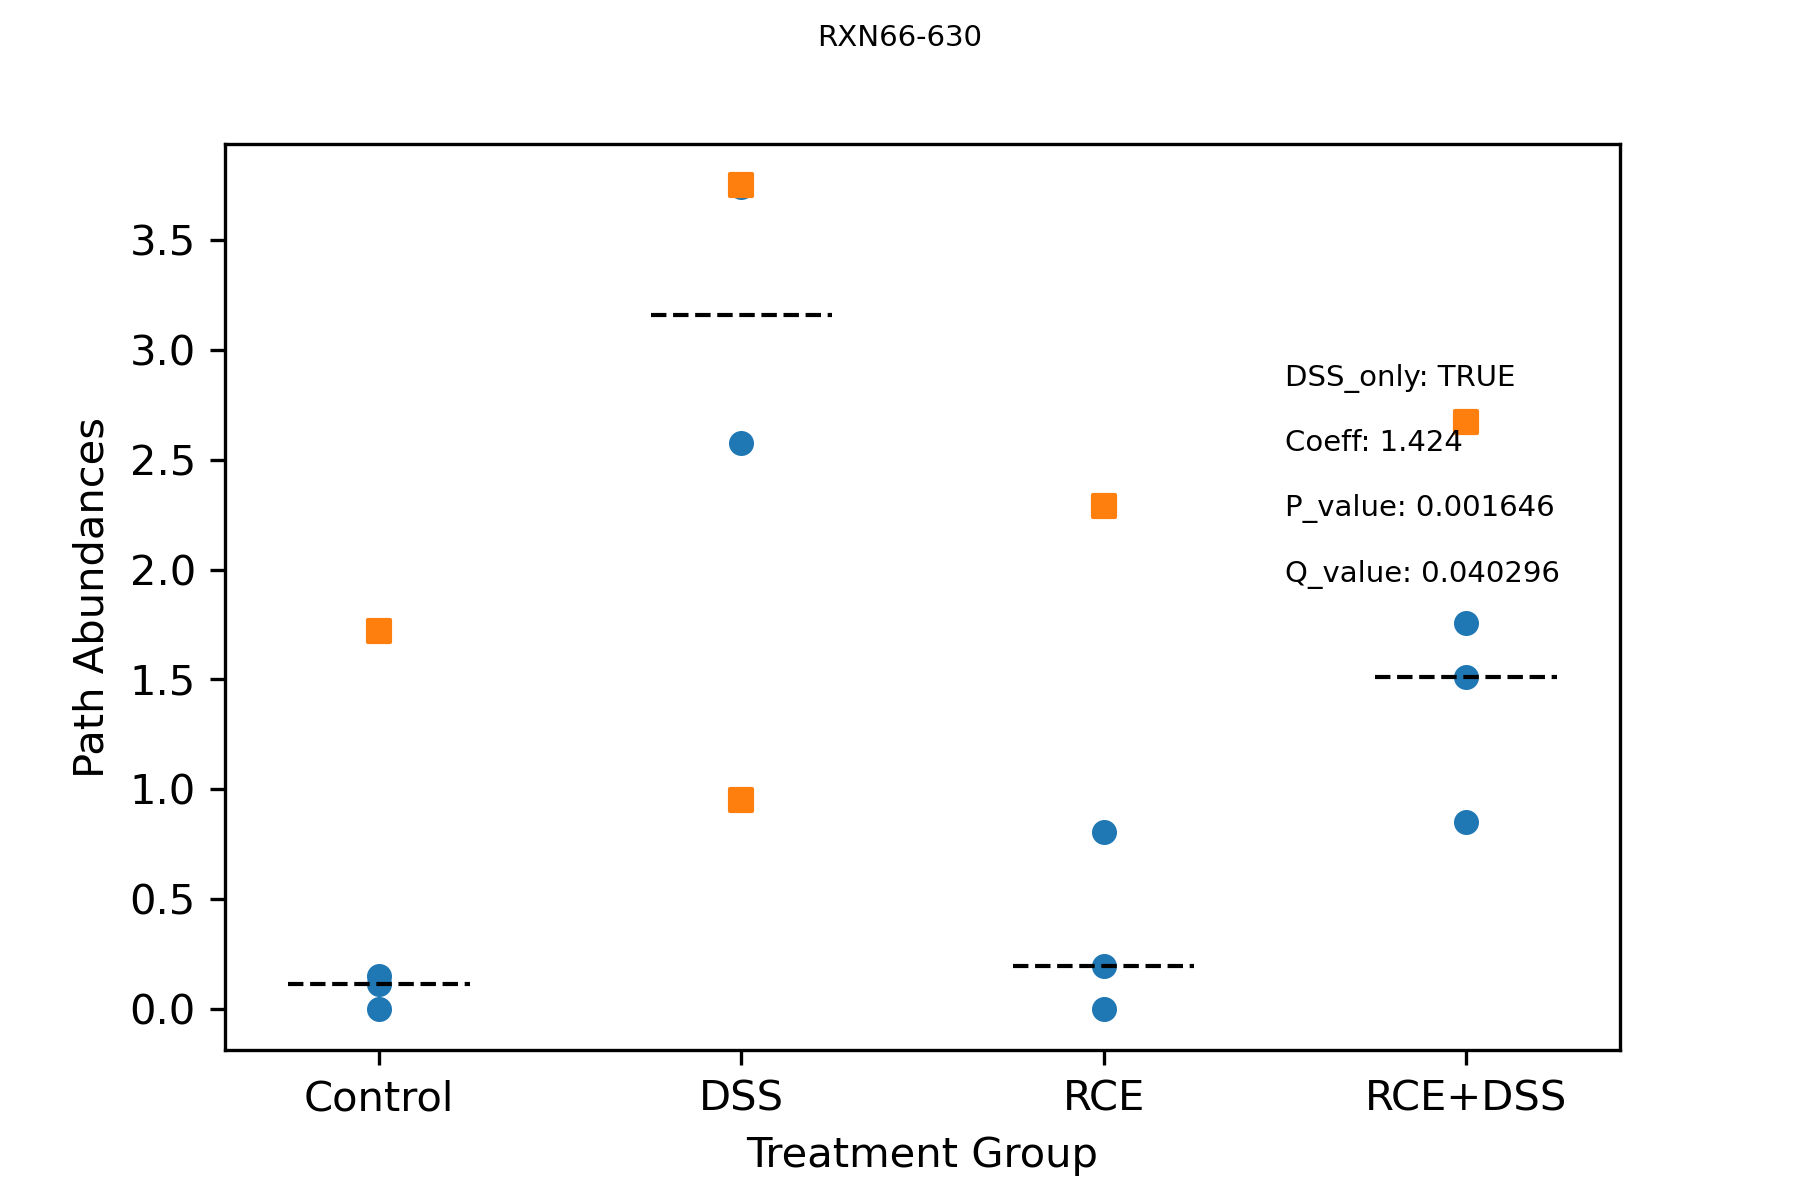 RXN66-630
3.5
3.0
2.5
2.0
1.5
1.0
0.5
0.0
Path Abundances
DSS_only: TRUE
Coeff: 1.424
P_value: 0.001646
Q_value: 0.040296
Control DSS RCE RCE+DSS
Treatment Group